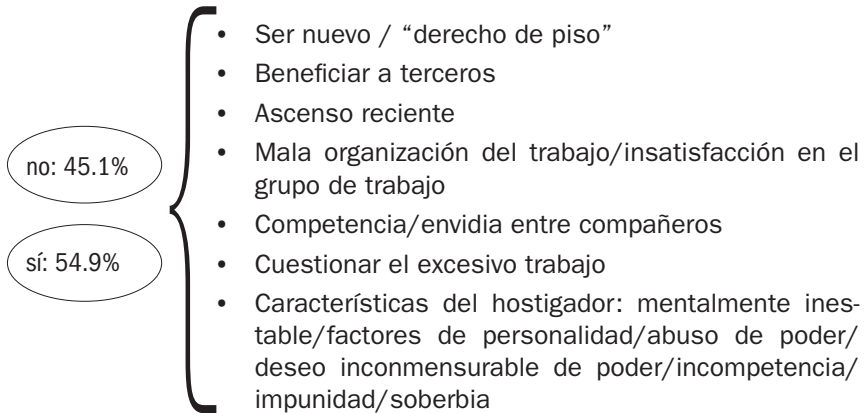 no: 45.1%
sí: 54.9%
• Ser nuevo / “derecho de piso”
• Beneficiar a terceros
• Ascenso reciente
• Mala organización del trabajo/insatisfacción en el
grupo de trabajo
• Competencia/envidia entre compañeros
• Cuestionar el excesivo trabajo
• Características del hostigador: mentalmente ines-
table/factores de personalidad/abuso de poder/
deseo inconmensurable de poder/incompetencia/
impunidad/soberbia